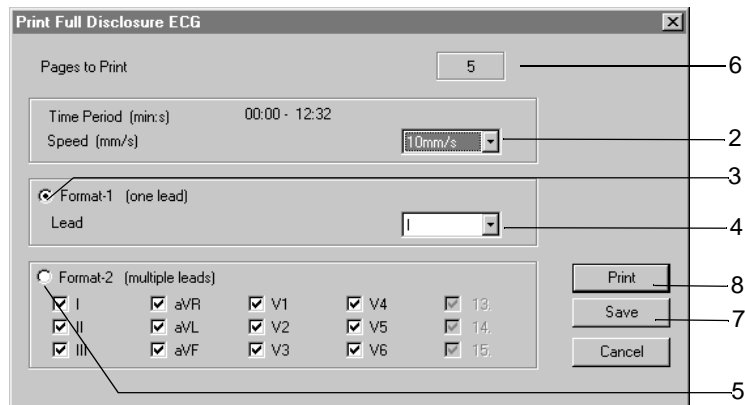 Print Full Disclosure ECG
Pages to Print 5 6
Time Period (min:s) 00:00 - 12:32
Speed (mm/s) 10mm/s 2
3
Format-1 (one lead)
Lead I 4
Format-2 (multiple leads) Print 8
I aVR V1 V4 13.
II aVL V2 V5 14. Save 7
III aVF V3 V6 15. Cancel
5